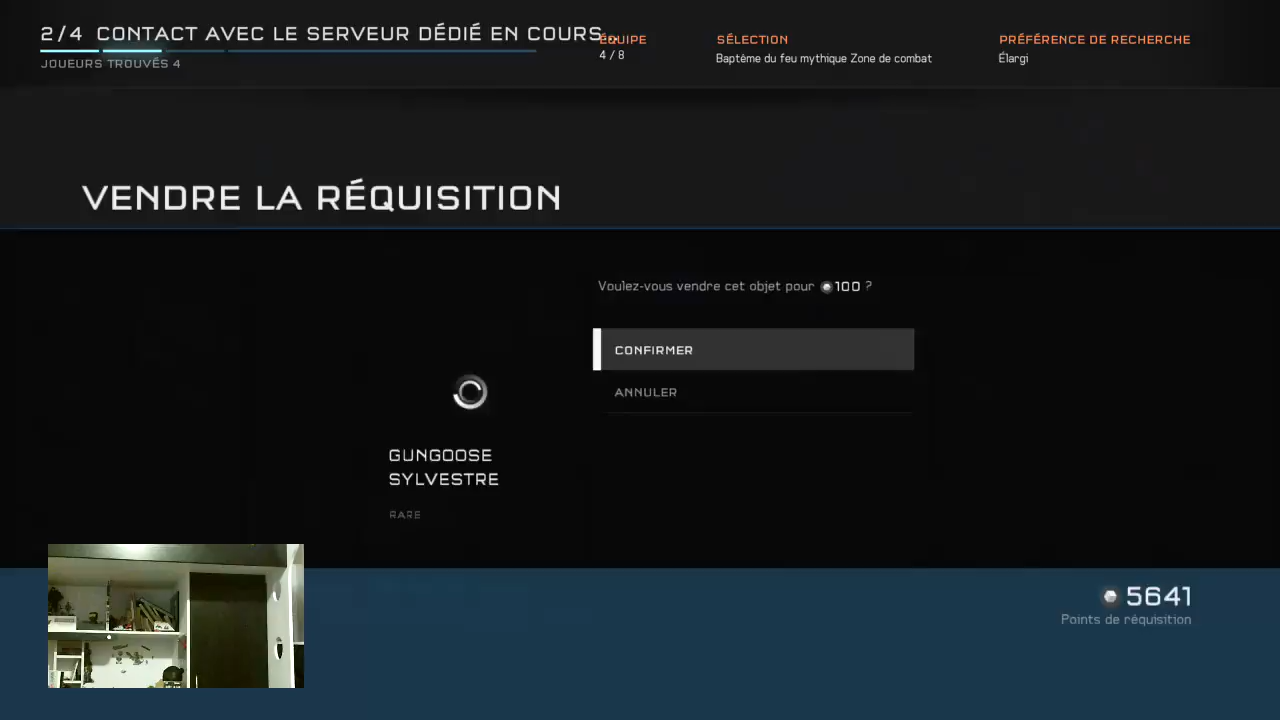 2/4 CONTACT AVEC LE SERVEUR DÉDIÉ EN COURS...
JOUEURS TROUVÉS 4
ÉQUIPE
4 / 8
SÉLECTION
Baptême du feu mythique Zone de combat
PRÉFÉRENCE DE RECHERCHE
Élargi
VENDRE LA RÉQUISITION
Voulez-vous vendre cet objet pour 100 ?
CONFIRMER
ANNULER
GUNGOOSE
SYLVESTRE
RARE
5641
Points de réquisition